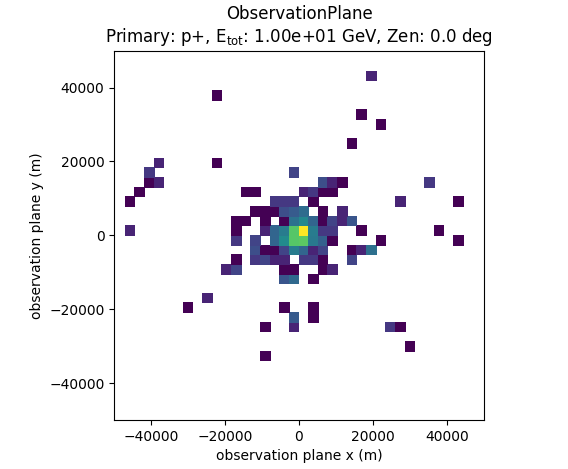 ObservationPlane
Primary: p+, E_tot: 1.00e+01 GeV, Zen: 0.0 deg
40000
20000
0
−20000
−40000
observation plane y (m)
−40000 −20000 0 20000 40000
observation plane x (m)